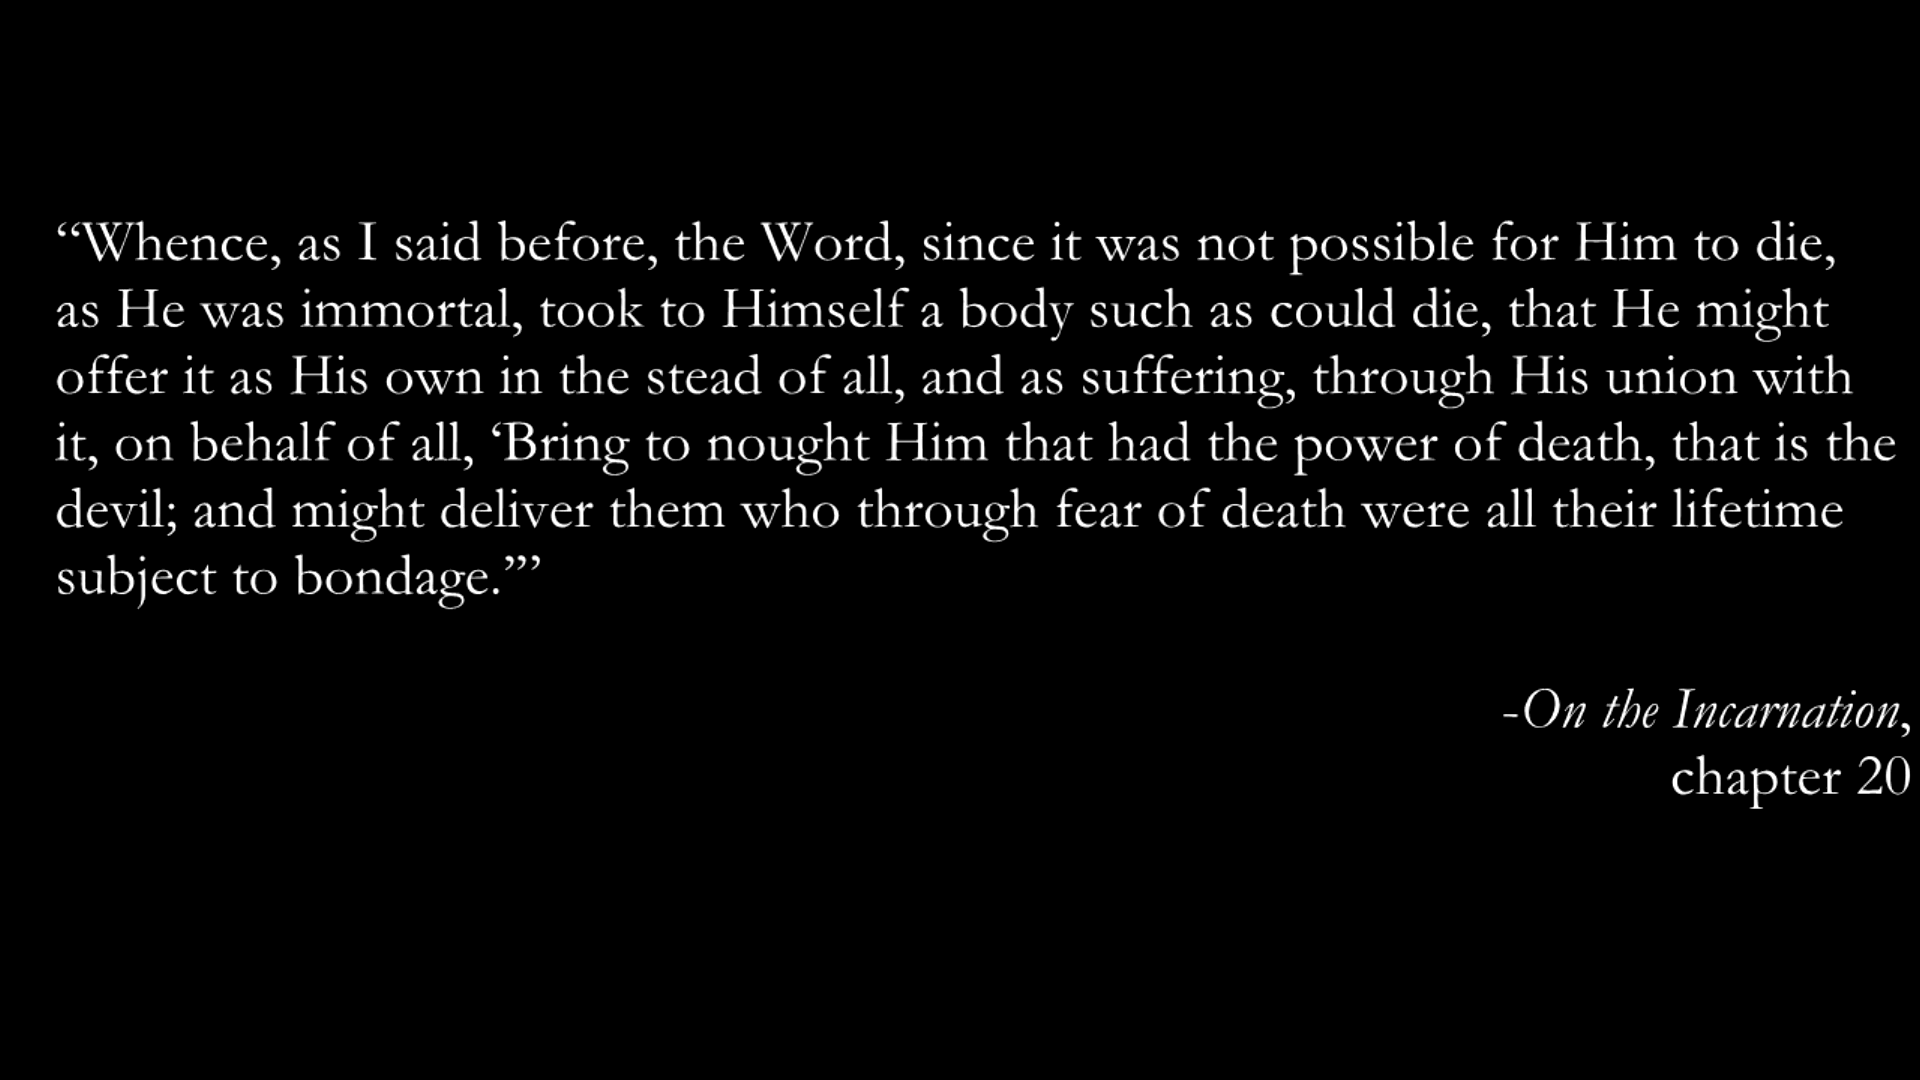 “Whence, as I said before, the Word, since it was not possible for Him to die,
as He was immortal, took to Himself a body such as could die, that He might
offer it as His own in the stead of all, and as suffering, through His union with
it, on behalf of all, ‘Bring to nought Him that had the power of death, that is the
devil; and might deliver them who through fear of death were all their lifetime
subject to bondage.”’
-On the Incarnation,
chapter 20